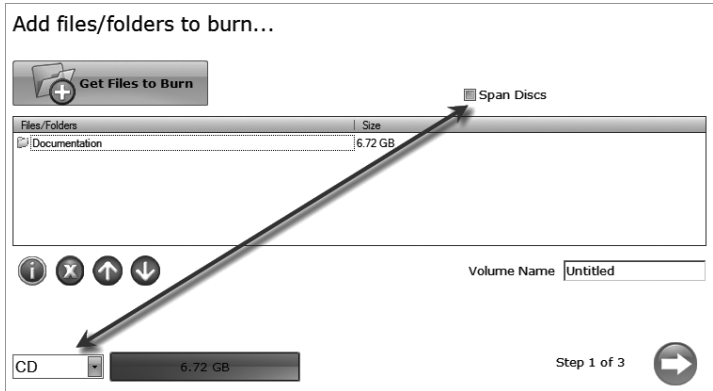 Add files/folders to burn...
Get Files to Burn
Span Discs
Files/Folders Size
Documentation 6.72 GB
Volume Name Untitled
CD 6.72 GB Step 1 of 3